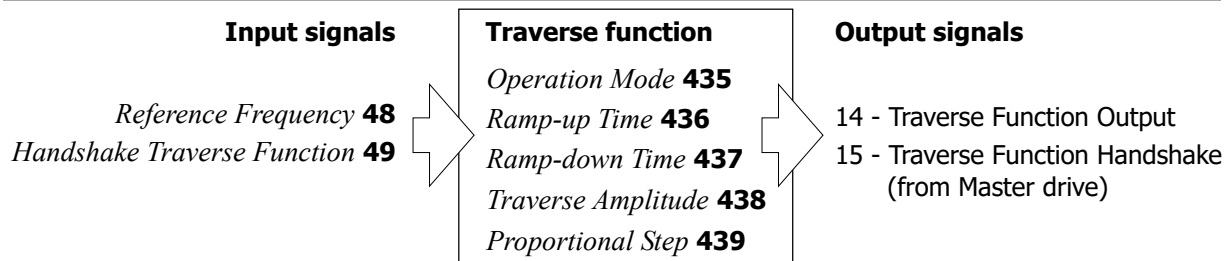 Input signals
Reference Frequency 48
Handshake Traverse Function 49
Traverse function
Operation Mode 435
Ramp-up Time 436
Ramp-down Time 437
Traverse Amplitude 438
Proportional Step 439
Output signals
14 - Traverse Function Output
15 - Traverse Function Handshake
(from Master drive)